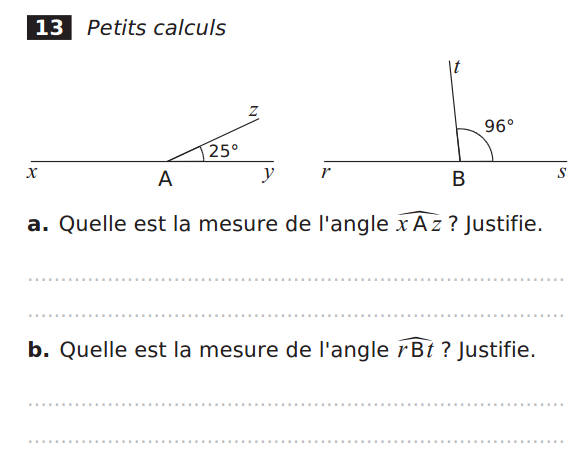 13 Petits calculs
t
z
96°
25°
x
A
y
r
B
s
a. Quelle est la mesure de l'angle xAz ? Justifie.
b. Quelle est la mesure de l'angle rBt ? Justifie.